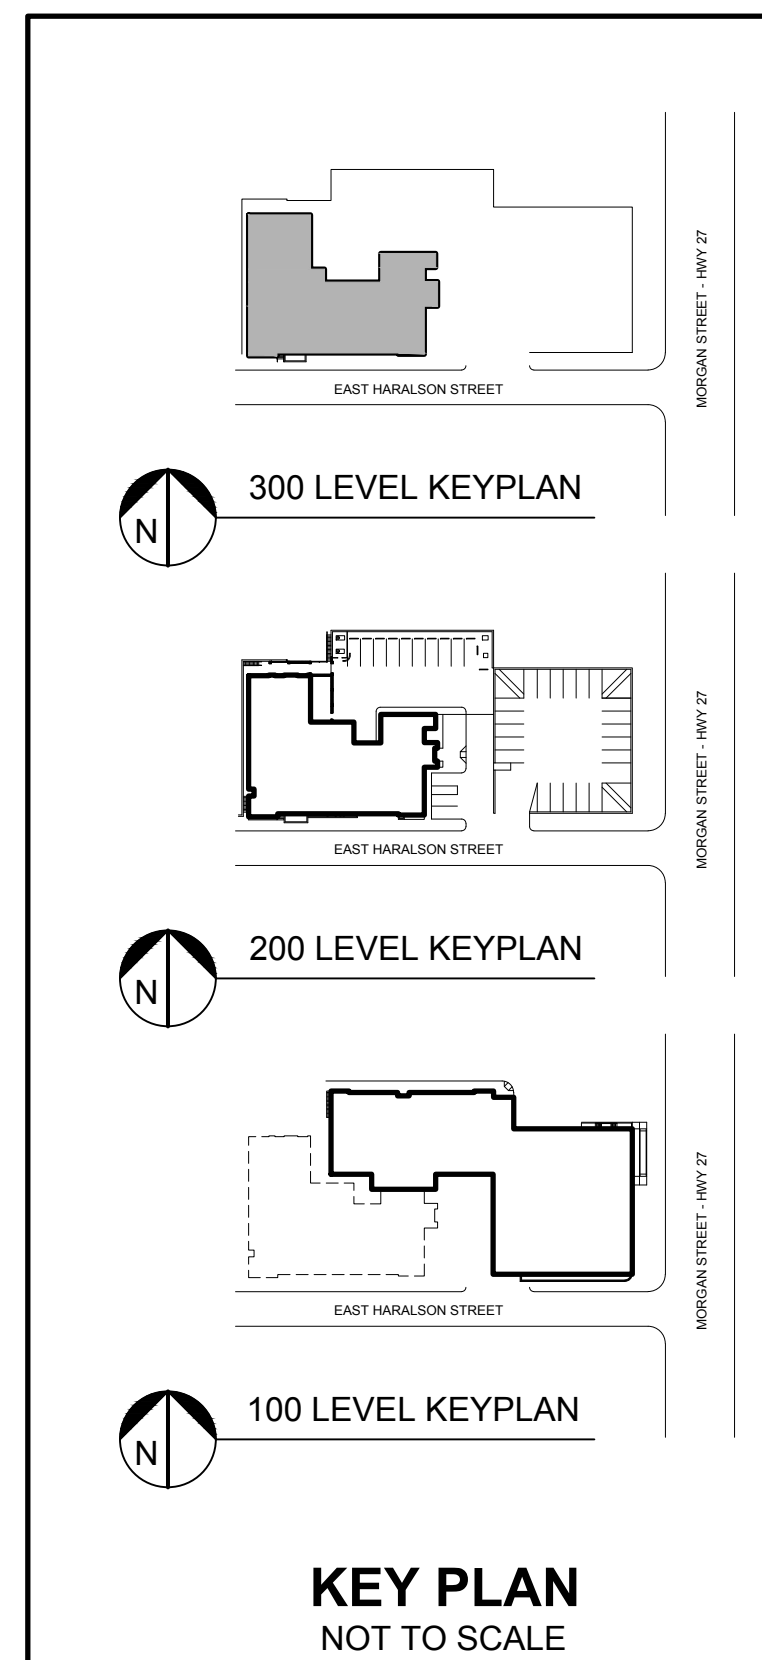 MORGAN STREET - HWY 27
EAST HARALSON STREET
300 LEVEL KEYPLAN
N
MORGAN STREET - HWY 27
EAST HARALSON STREET
200 LEVEL KEYPLAN
N
MORGAN STREET - HWY 27
EAST HARALSON STREET
100 LEVEL KEYPLAN
N
KEY PLAN
NOT TO SCALE